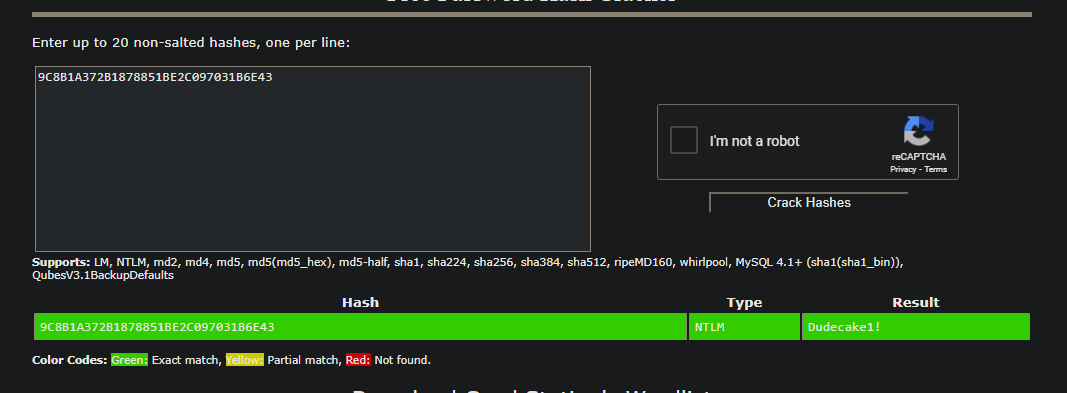 Enter up to 20 non-salted hashes, one per line:
9C8B1A372B1878851BE2C097031B6E43
I'm not a robot
reCAPTCHA
Privacy - Terms
Crack Hashes
Supports: LM, NTLM, md2, md4, md5, md5(md5_hex), md5-half, sha1, sha224, sha256, sha384, sha512, ripeMD160, whirlpool, MySQL 4.1+ (sha1(sha1_bin)),
QubesV3.1BackupDefaults
Hash Type Result
9C8B1A372B1878851BE2C097031B6E43 NTLM Dudecake1!
Color Codes: Green: Exact match, Yellow: Partial match, Red: Not found.